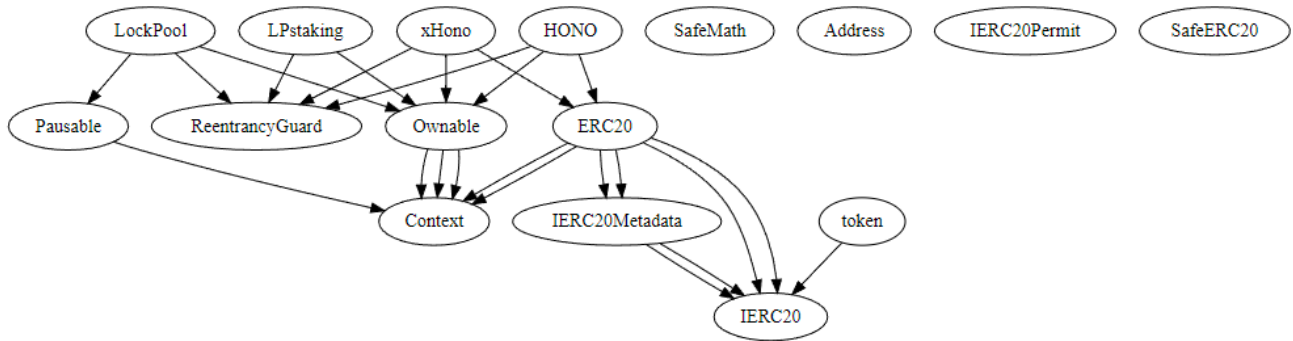 LockPool
LPstaking
xHono
HONO
SafeMath
Address
IERC20Permit
SafeERC20
Pausable
ReentrancyGuard
Ownable
ERC20
Context
IERC20Metadata
token
IERC20